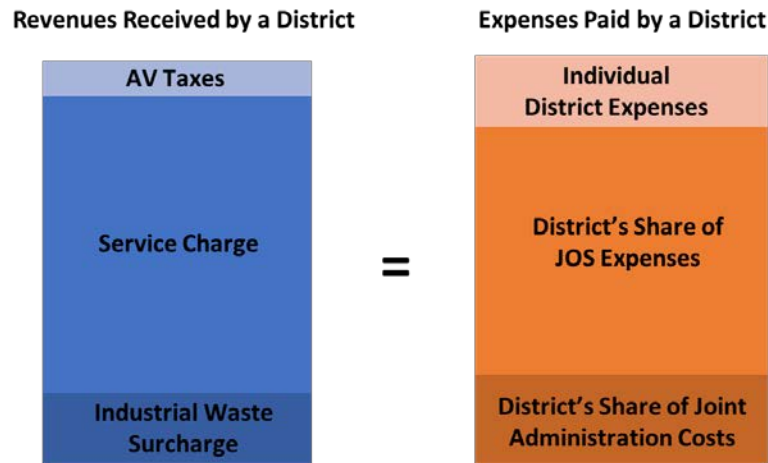 Revenues Received by a District
AV Taxes
Service Charge
Industrial Waste
Surcharge
=
Expenses Paid by a District
Individual
District Expenses
District's Share of
JOS Expenses
District's Share of Joint
Administration Costs